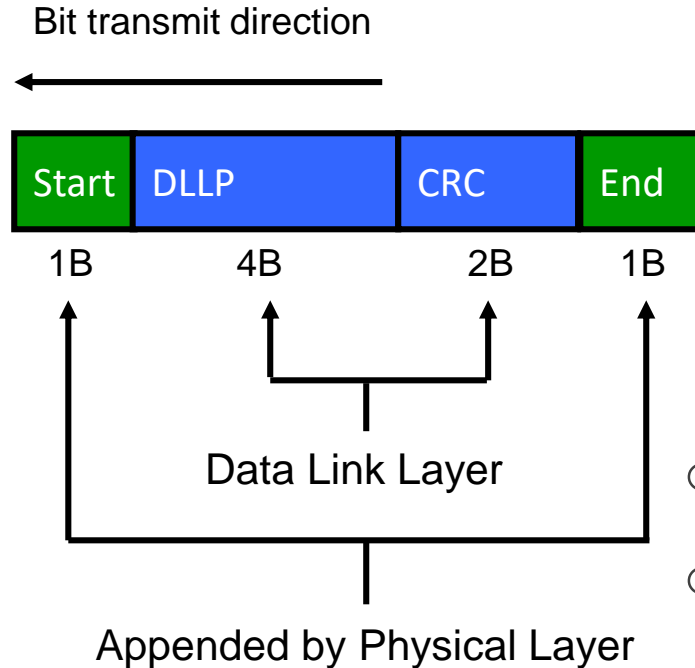 Bit transmit direction
Start DLLP CRC End
1B 4B 2B 1B
Data Link Layer
Appended by Physical Layer